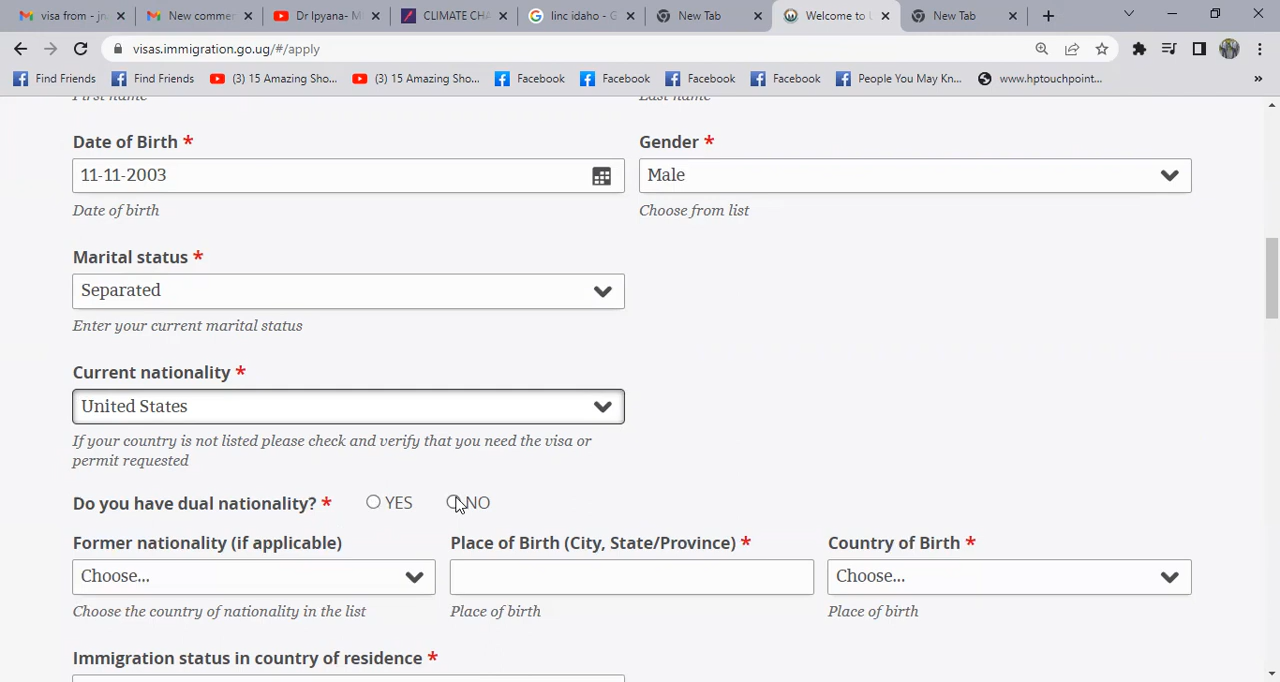 visa from - jn
New commer
Dr Ipyana- M
CLIMATE CHA
linc idaho - G
New Tab
Welcome to U
New Tab
visas.immigration.go.ug/#/apply
Find Friends
Find Friends
(3) 15 Amazing Sho...
(3) 15 Amazing Sho...
Facebook
Facebook
Facebook
Facebook
People You May Kn...
www.hptouchpoint...
»
First name
Last name
Date of Birth *
Gender *
11-11-2003
Male
Date of birth
Choose from list
Marital status *
Separated
Enter your current marital status
Current nationality *
United States
If your country is not listed please check and verify that you need the visa or
permit requested
Do you have dual nationality? * YES NO
Former nationality (if applicable)
Place of Birth (City, State/Province) *
Country of Birth *
Choose...
Choose...
Choose the country of nationality in the list
Place of birth
Place of birth
Immigration status in country of residence *